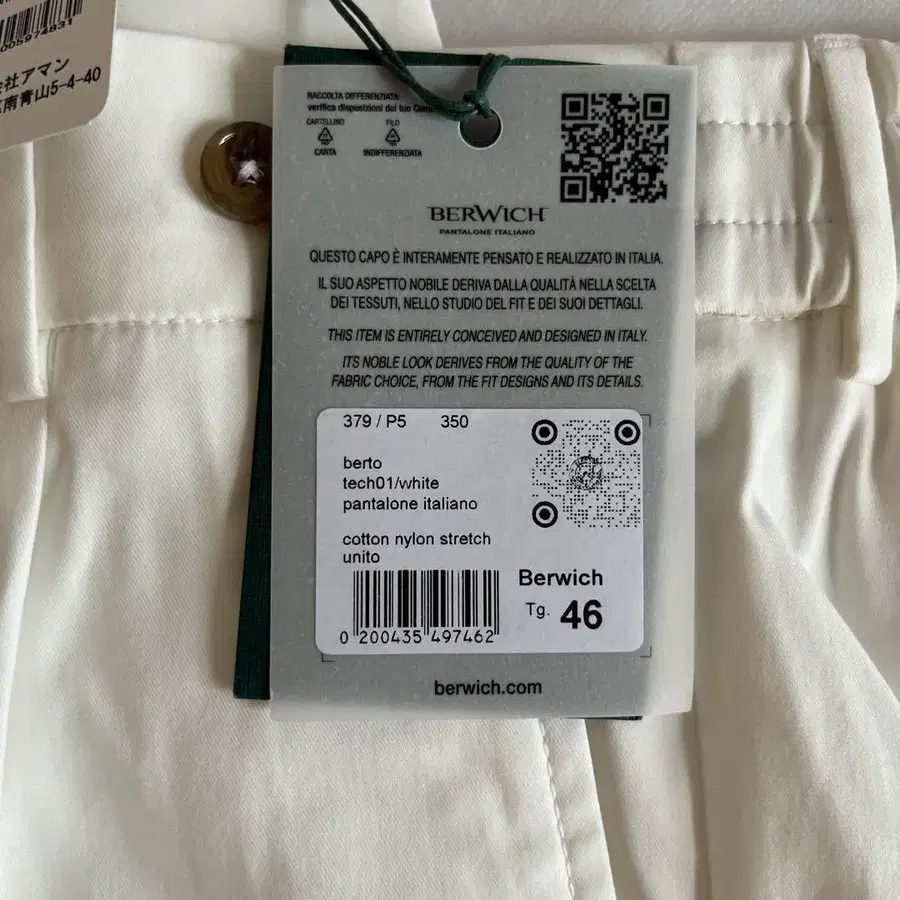 005974831
会社アマン
南青山5-4-40
RACCOLTA DIFFERENZIATA
verifica disposizioni del tuo
CARTELLINO FILO
CARTA INDIFFERENZIATA
BERWICH
PANTALONE ITALIANO
QUESTO CAPO È INTERAMENTE PENSATO E REALIZZATO IN ITALIA.
IL SUO ASPETTO NOBILE DERIVA DALLA QUALITÀ NELLA SCELTA
DEI TESSUTI, NELLO STUDIO DEL FIT E DEI SUOI DETTAGLI.
THIS ITEM IS ENTIRELY CONCEIVED AND DESIGNED IN ITALY.
ITS NOBLE LOOK DERIVES FROM THE QUALITY OF THE
FABRIC CHOICE, FROM THE FIT DESIGNS AND ITS DETAILS.
379 / P5 350
berto
tech01/white
pantalone italiano
cotton nylon stretch
unito
Berwich
Tg. 46
0 200435 497462
berwich.com